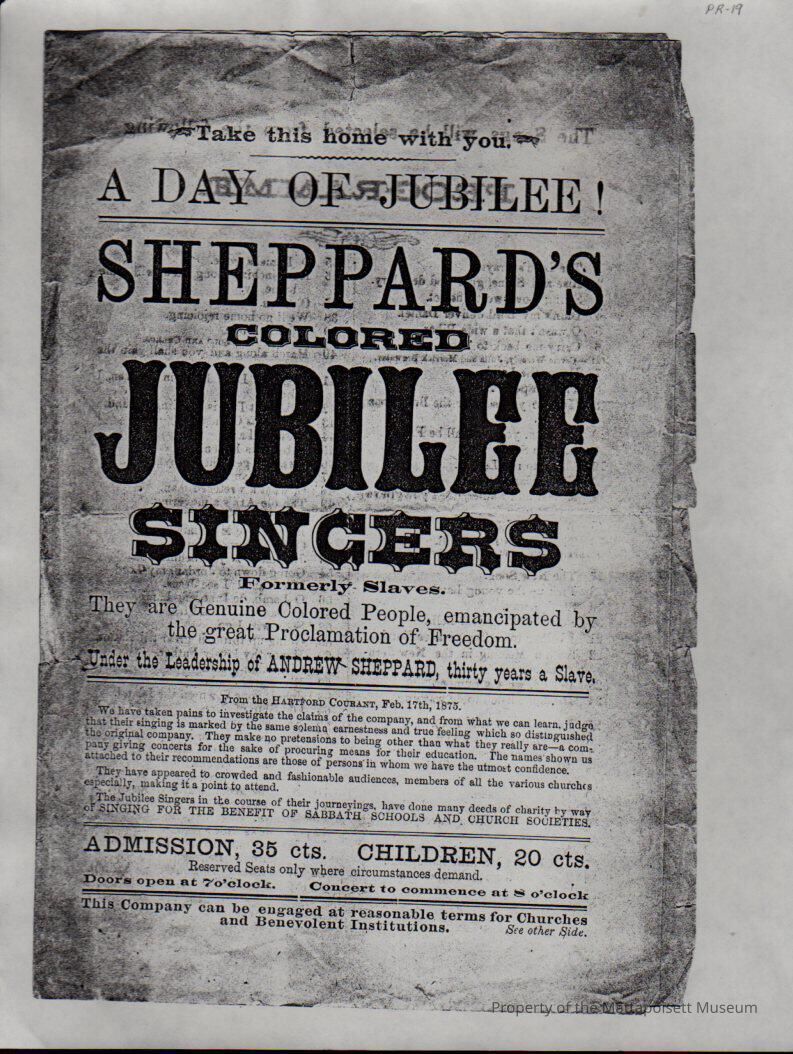 PR-19
Take this home with you.
A DAY OF JUBILEE!
SHEPPARD'S
COLORED
JUBILEE
SINGERS
Formerly Slaves.
They are Genuine Colored People, emancipated by
the great Proclamation of Freedom.
Under the Leadership of ANDREW SHEPPARD, thirty years a Slave.
From the HARTFORD COURANT, Feb. 17th, 1875.
We have taken pains to investigate the claims of the company, and from what we can learn, judge
that their singing is marked by the same solemn earnestness and true feeling which so distinguished
the original company. They make no pretensions to being other than what they really are—a com-
pany giving concerts for the sake of procuring means for their education. The names shown us
attached to their recommendations are those of persons in whom we have the utmost confidence.
They have appeared to crowded and fashionable audiences, members of all the various churches
especially, making it a point to attend.
The Jubilee Singers in the course of their journeyings, have done many deeds of charity by way
of SINGING FOR THE BENEFIT OF SABBATH SCHOOLS AND CHURCH SOCIETIES.
ADMISSION, 35 cts. CHILDREN, 20 cts.
Reserved Seats only where circumstances demand.
Doors open at 7 o'clock. Concert to commence at 8 o'clock
This Company can be engaged at reasonable terms for Churches
and Benevolent Institutions. See other Side.
Property of the Mattapoisett Museum